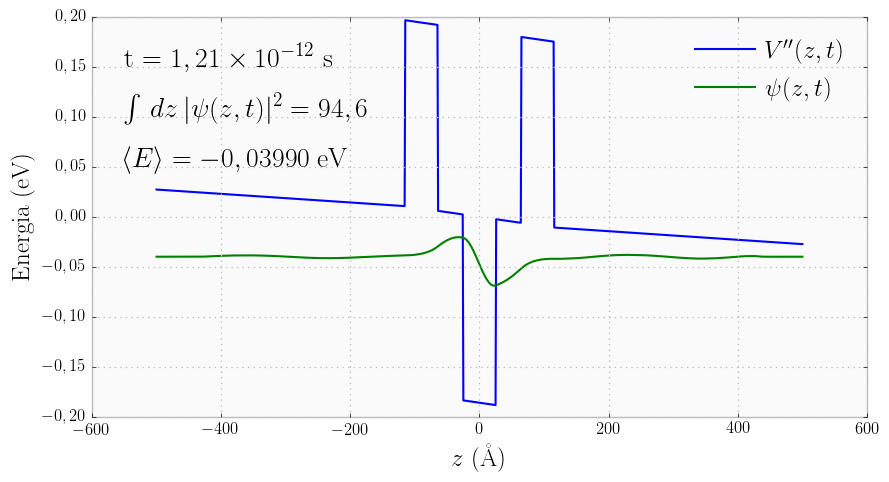 0,20
0,15
0,10
0,05
0,00
−0,05
−0,10
−0,15
−0,20
Energia (eV)
t = 1,21 × 10⁻¹² s
∫ dz |ψ(z, t)|² = 94,6
⟨E⟩ = −0,03990 eV
V″(z, t)
ψ(z, t)
−600 −400 −200 0 200 400 600
z (Å)